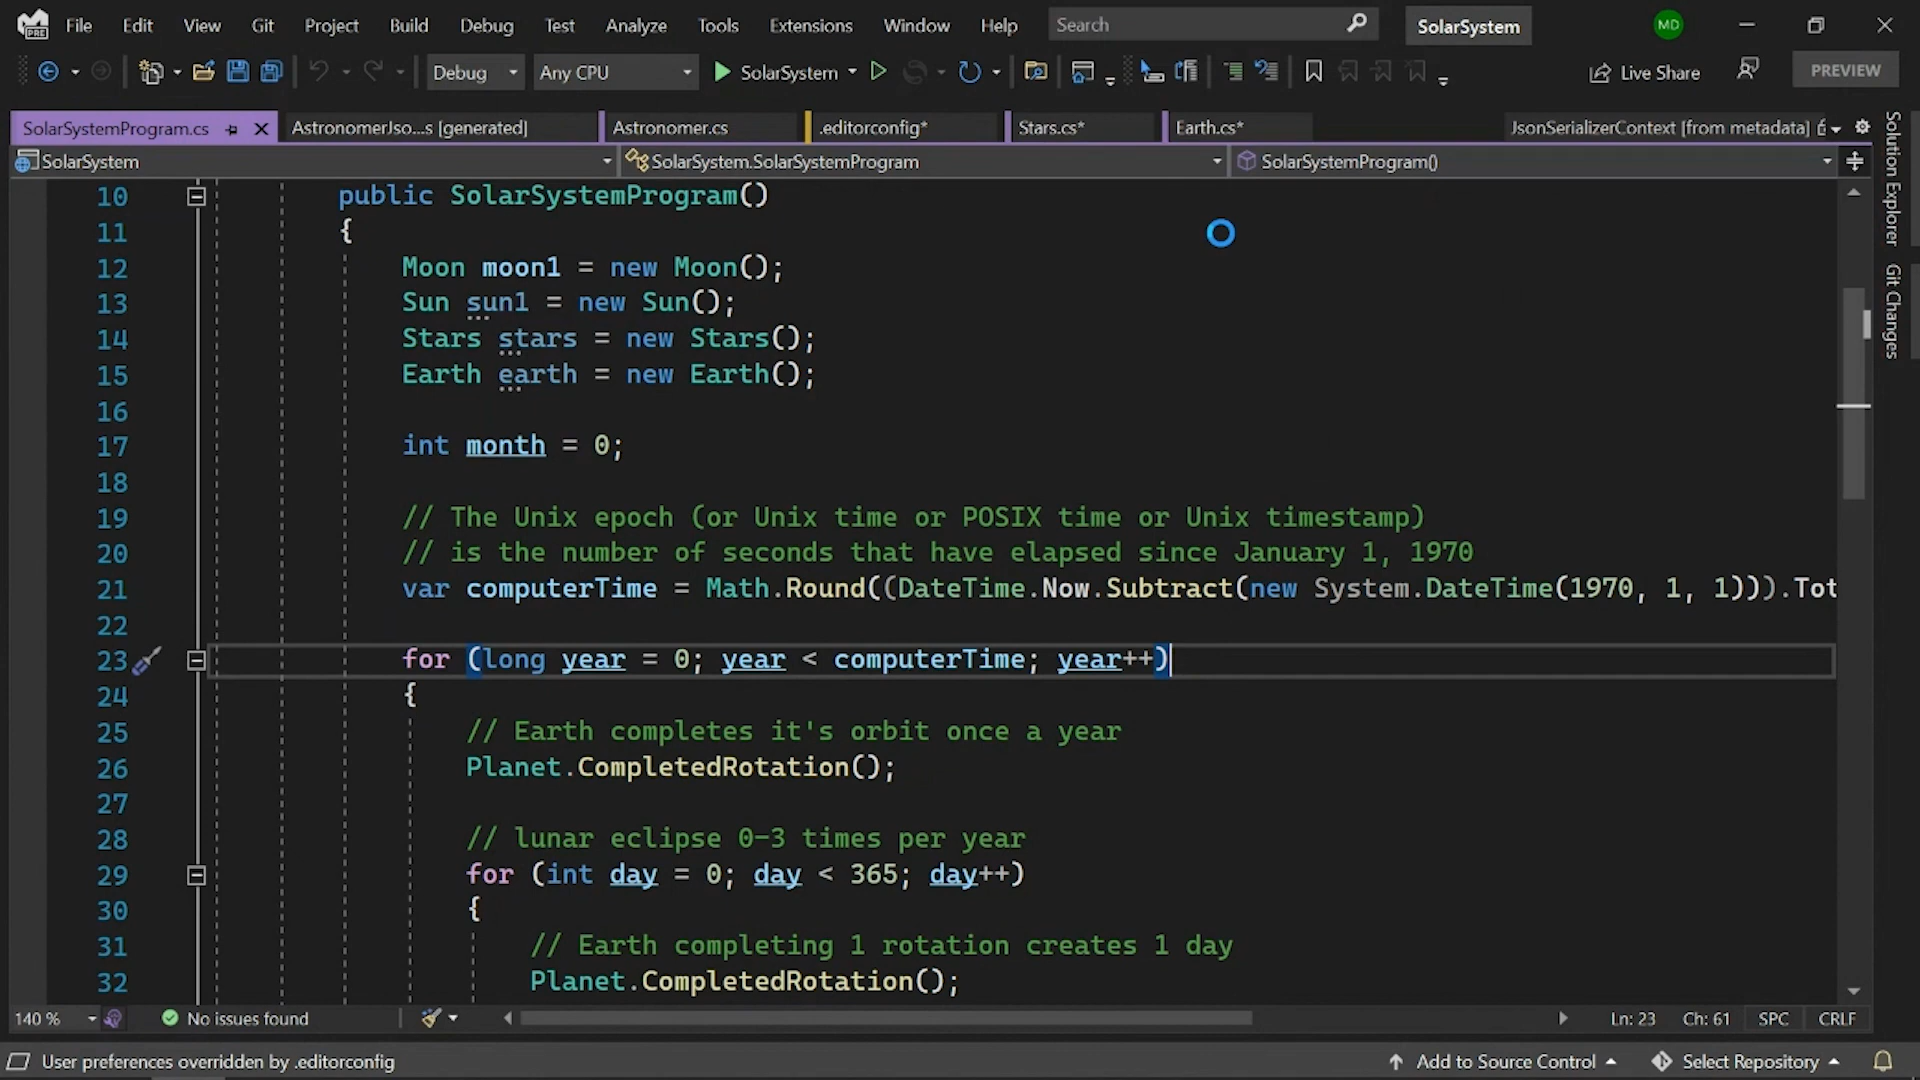 PRE File Edit View Git Project Build Debug Test Analyze Tools Extensions Window Help Search SolarSystem MD
Debug Any CPU SolarSystem Live Share PREVIEW
SolarSystemProgram.cs AstronomerJso...s [generated] Astronomer.cs .editorconfig* Stars.cs* Earth.cs* JsonSerializerContext [from metadata]
SolarSystem SolarSystem.SolarSystemProgram SolarSystemProgram()
10 public SolarSystemProgram()
11 {
12 Moon moon1 = new Moon();
13 Sun sun1 = new Sun();
14 Stars stars = new Stars();
15 Earth earth = new Earth();
16
17 int month = 0;
18
19 // The Unix epoch (or Unix time or POSIX time or Unix timestamp)
20 // is the number of seconds that have elapsed since January 1, 1970
21 var computerTime = Math.Round((DateTime.Now.Subtract(new System.DateTime(1970, 1, 1))).Tot
22
23 for (long year = 0; year < computerTime; year++)
24 {
25 // Earth completes it's orbit once a year
26 Planet.CompletedRotation();
27
28 // lunar eclipse 0-3 times per year
29 for (int day = 0; day < 365; day++)
30 {
31 // Earth completing 1 rotation creates 1 day
32 Planet.CompletedRotation();
Solution Explorer
Git Changes
140 % No issues found Ln: 23 Ch: 61 SPC CRLF
User preferences overridden by .editorconfig Add to Source Control Select Repository